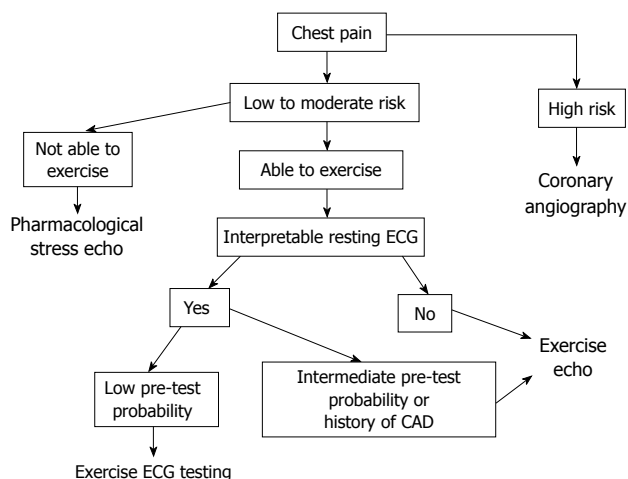 Chest pain
Low to moderate risk
High risk
Not able to
exercise
Able to exercise
Coronary
angiography
Pharmacological
stress echo
Interpretable resting ECG
Yes
No
Exercise
echo
Low pre-test
probability
Intermediate pre-test
probability or
history of CAD
Exercise ECG testing